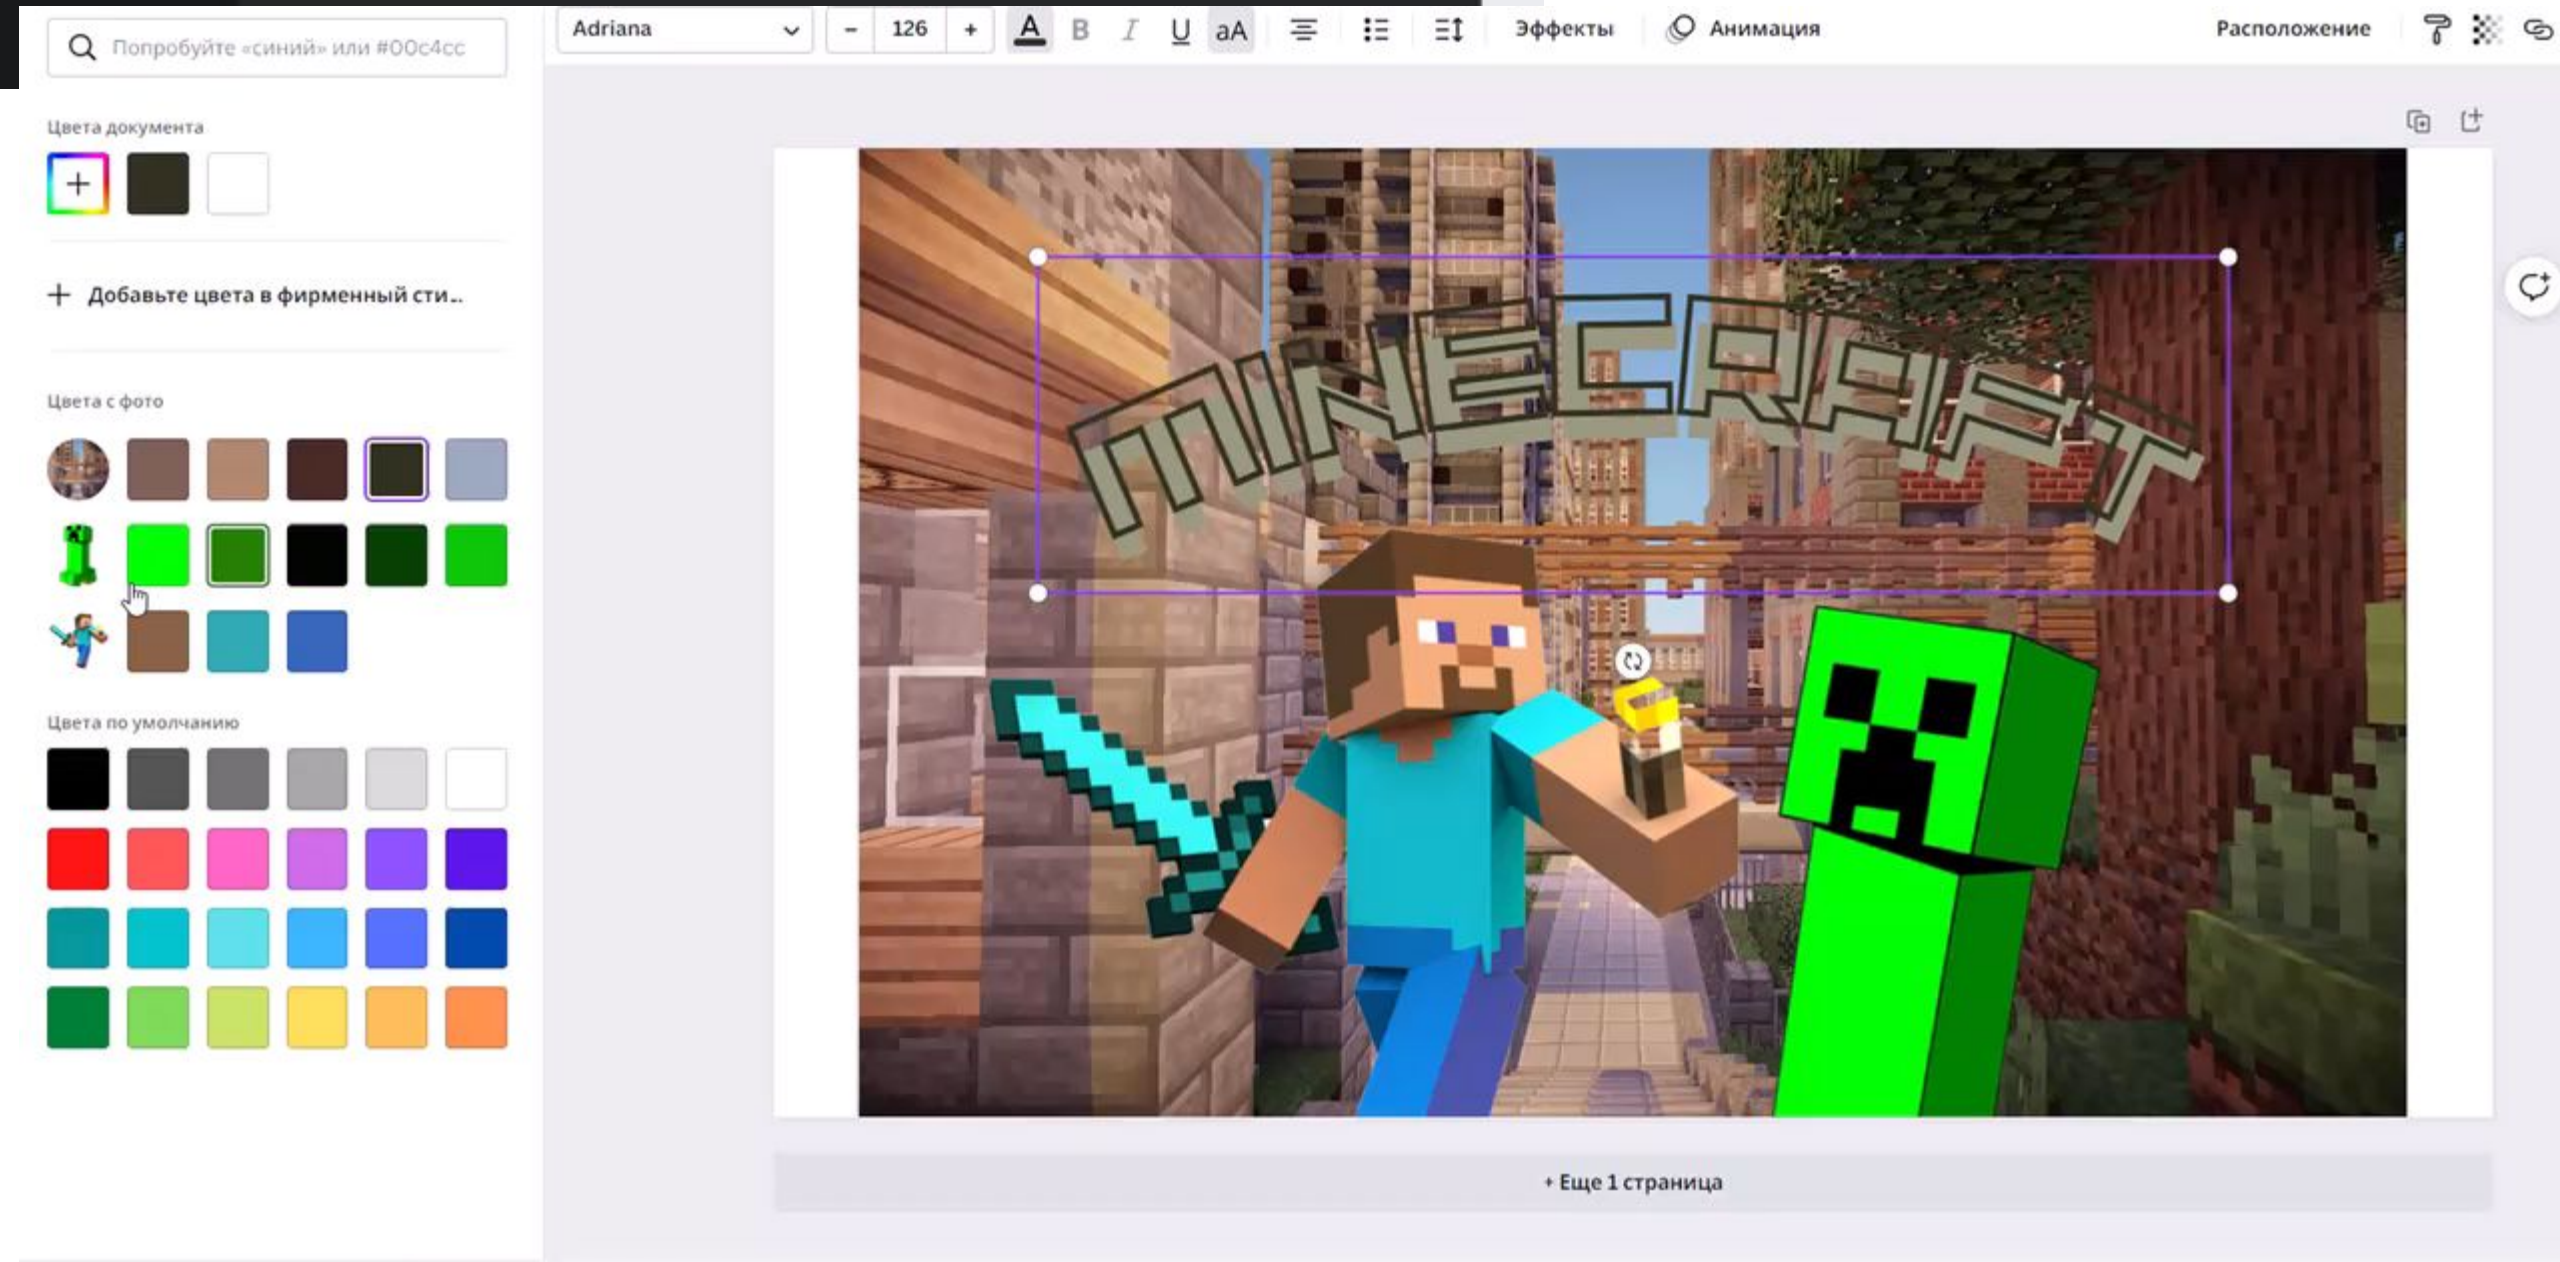 Adriana
126
A B I U aA
Эффекты
Анимация
Расположение
Попробуйте «синий» или #00c4cc
Цвета документа
+ Добавьте цвета в фирменный сти...
Цвета с фото
Цвета по умолчанию
MINECRAFT
+ Еще 1 страница